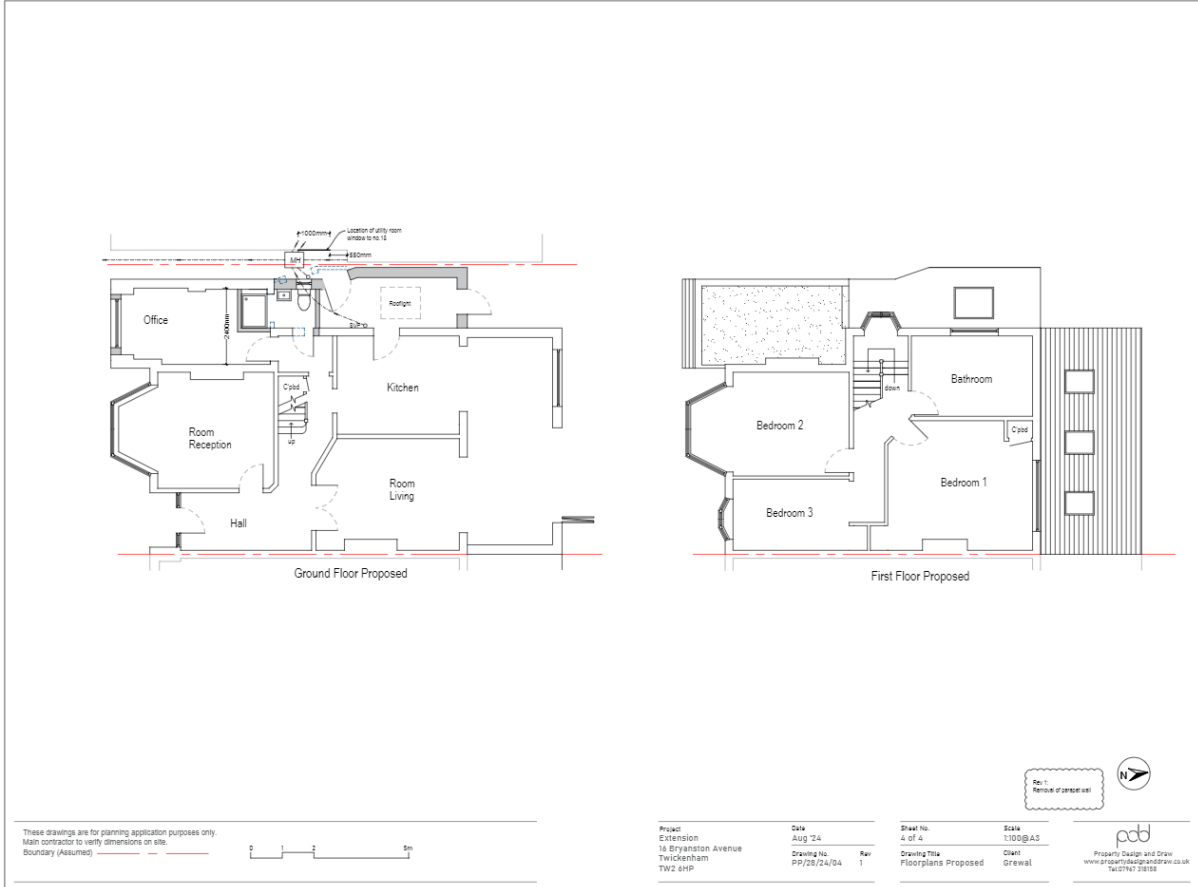 1000mm
Location of utility room
window to no.18
MH
550mm
Office
2400mm
Rooflight
SVP
C'pbd
Kitchen
Room
Reception
up
Room
Living
Hall
Ground Floor Proposed
down
Bathroom
Bedroom 2
C'pbd
Bedroom 1
Bedroom 3
First Floor Proposed
Rev 1:
Removal of parapet wall
N
These drawings are for planning application purposes only.
Main contractor to verify dimensions on site.
Boundary (Assumed)
0 1 2 5m
Project
Extension
16 Bryanston Avenue
Twickenham
TW2 6HP
Date
Aug '24
Drawing No. Rev
PP/28/24/04 1
Sheet No. Scale
4 of 4 1:100@A3
Drawing Title Client
Floorplans Proposed Grewal
pdd
Property Design and Draw
www.propertydesignanddraw.co.uk
Tel:07967 318158